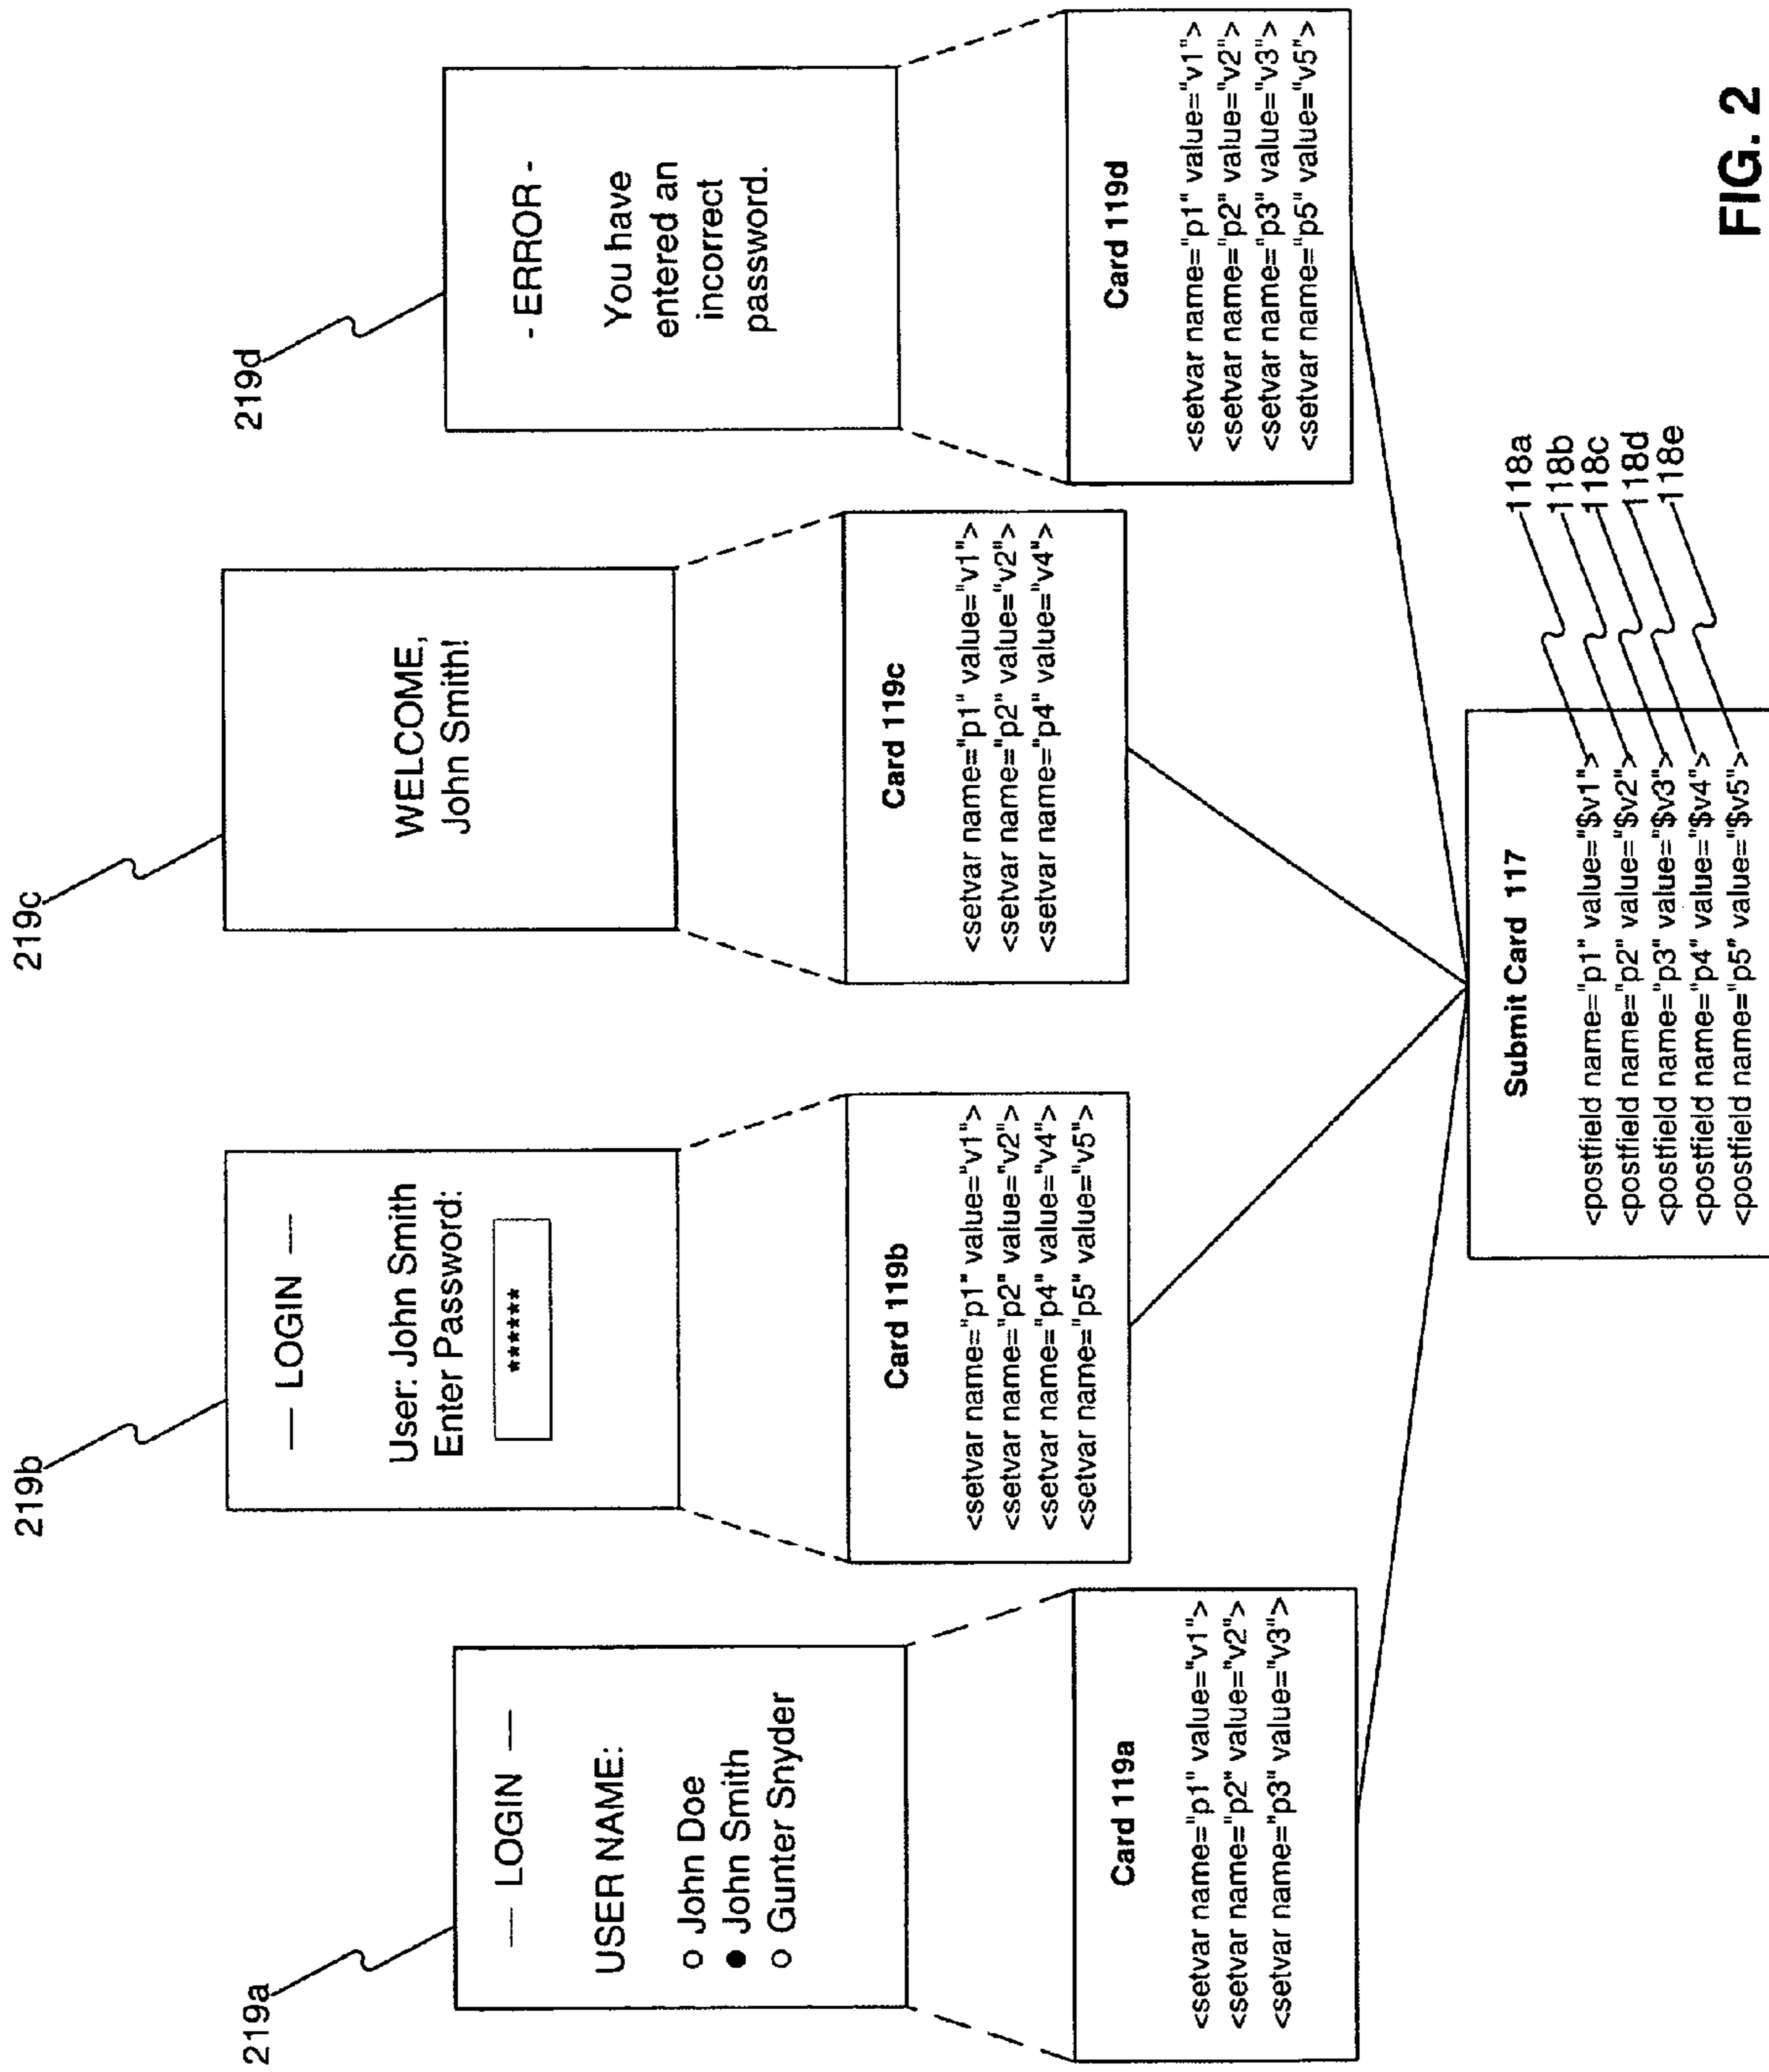 219a
— LOGIN —
USER NAME:
John Doe
John Smith
Gunter Snyder
Card 119a
<setvar name="p1" value="v1">
<setvar name="p2" value="v2">
<setvar name="p3" value="v3">
219b
— LOGIN —
User: John Smith
Enter Password:
******
Card 119b
<setvar name="p1" value="v1">
<setvar name="p2" value="v2">
<setvar name="p4" value="v4">
<setvar name="p5" value="v5">
219c
WELCOME,
John Smith!
Card 119c
<setvar name="p1" value="v1">
<setvar name="p2" value="v2">
<setvar name="p4" value="v4">
219d
- ERROR -
You have
entered an
incorrect
password.
Card 119d
<setvar name="p1" value="v1">
<setvar name="p2" value="v2">
<setvar name="p3" value="v3">
<setvar name="p5" value="v5">
Submit Card 117
<postfield name="p1" value="$v1">
<postfield name="p2" value="$v2">
<postfield name="p3" value="$v3">
<postfield name="p4" value="$v4">
<postfield name="p5" value="$v5">
118a
118b
118c
118d
118e
FIG. 2